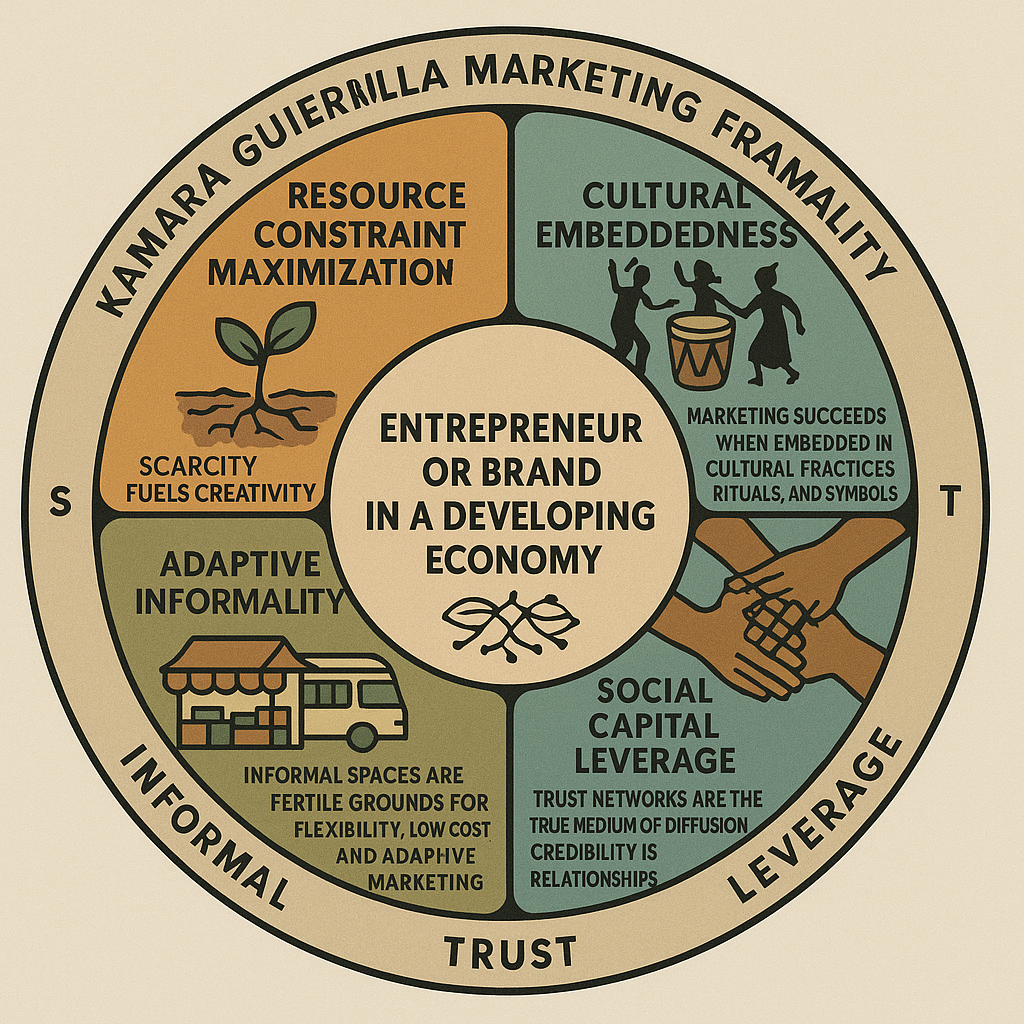 KAMARA GUIERRILLA MARKETING FRAMALITY
RESOURCE
CONSTRAINT
MAXIMIZATION
SCARCITY
FUELS CREATIVITY
CULTURAL
EMBEDDEDNESS
MARKETING SUCCEEDS
WHEN EMBEDDED IN
CULTURAL FRACTICES
RITUALS, AND SYMBOLS
ENTREPRENEUR
OR BRAND
IN A DEVELOPING
ECONOMY
S
T
ADAPTIVE
INFORMALITY
INFORMAL SPACES ARE
FERTILE GROUNDS FOR
FLEXIBILITY, LOW COST
AND ADAPHVE
MARKETING
SOCIAL
CAPITAL
LEVERAGE
TRUST NETWORKS ARE THE
TRUE MEDIUM OF DIFFUSION
CREDIBILITY IS
RELATIONSHIPS
INFORMAL
TRUST
LEVERAGE